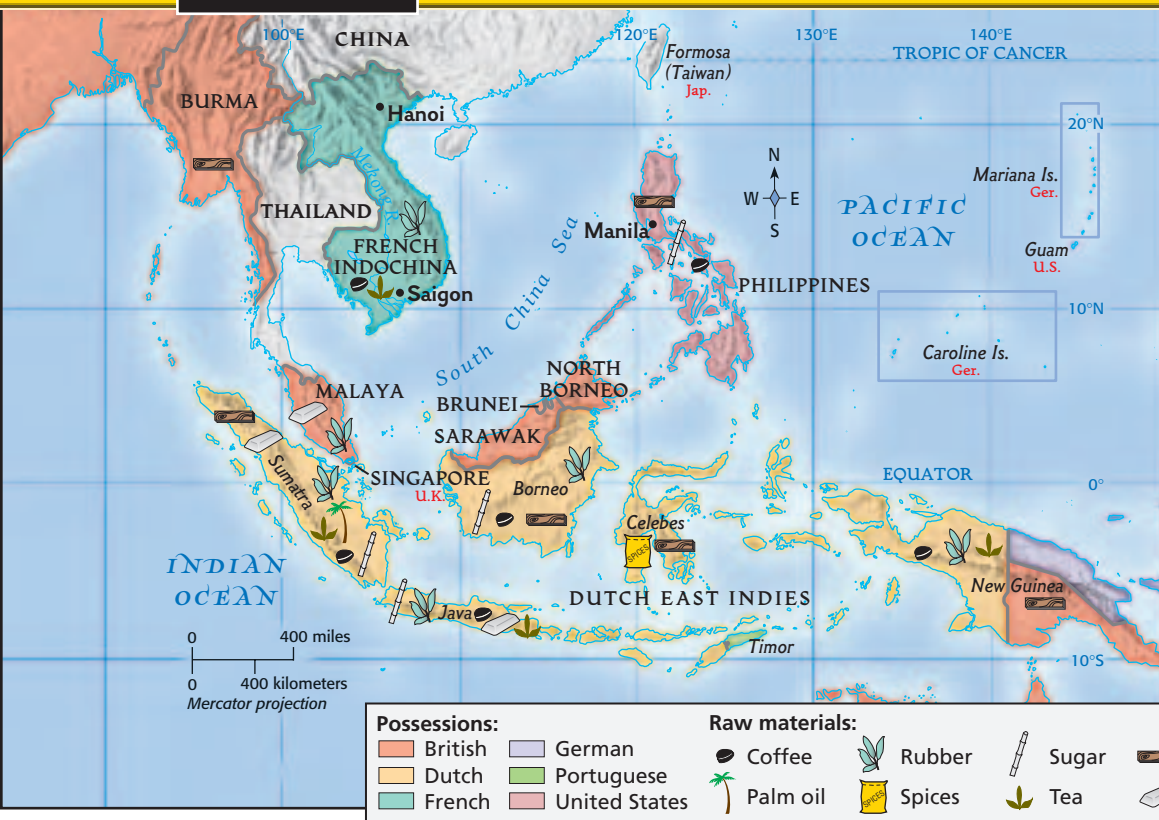 100°E
120°E
130°E
140°E
CHINA
Formosa
(Taiwan)
Jap.
TROPIC OF CANCER
BURMA
Hanoi
20°N
Mekong R.
N
W E
S
Mariana Is.
Ger.
THAILAND
PACIFIC
OCEAN
Manila
Guam
U.S.
FRENCH
INDOCHINA
South China Sea
PHILIPPINES
Saigon
10°N
Caroline Is.
Ger.
NORTH
BORNEO
MALAYA
BRUNEI
SARAWAK
SINGAPORE
U.K.
EQUATOR
0°
Sumatra
Borneo
Celebes
SPICES
INDIAN
OCEAN
New Guinea
DUTCH EAST INDIES
Java
0 400 miles
Timor
10°S
0 400 kilometers
Mercator projection
Possessions:
British
Dutch
French
German
Portuguese
United States
Raw materials:
Coffee
Palm oil
Rubber
SPICES
Spices
Sugar
Tea